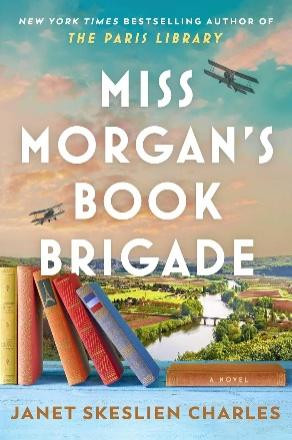 NEW YORK TIMES BESTSELLING AUTHOR OF
THE PARIS LIBRARY
MISS
MORGAN'S
BOOK
BRIGADE
A NOVEL
JANET SKESLIEN CHARLES